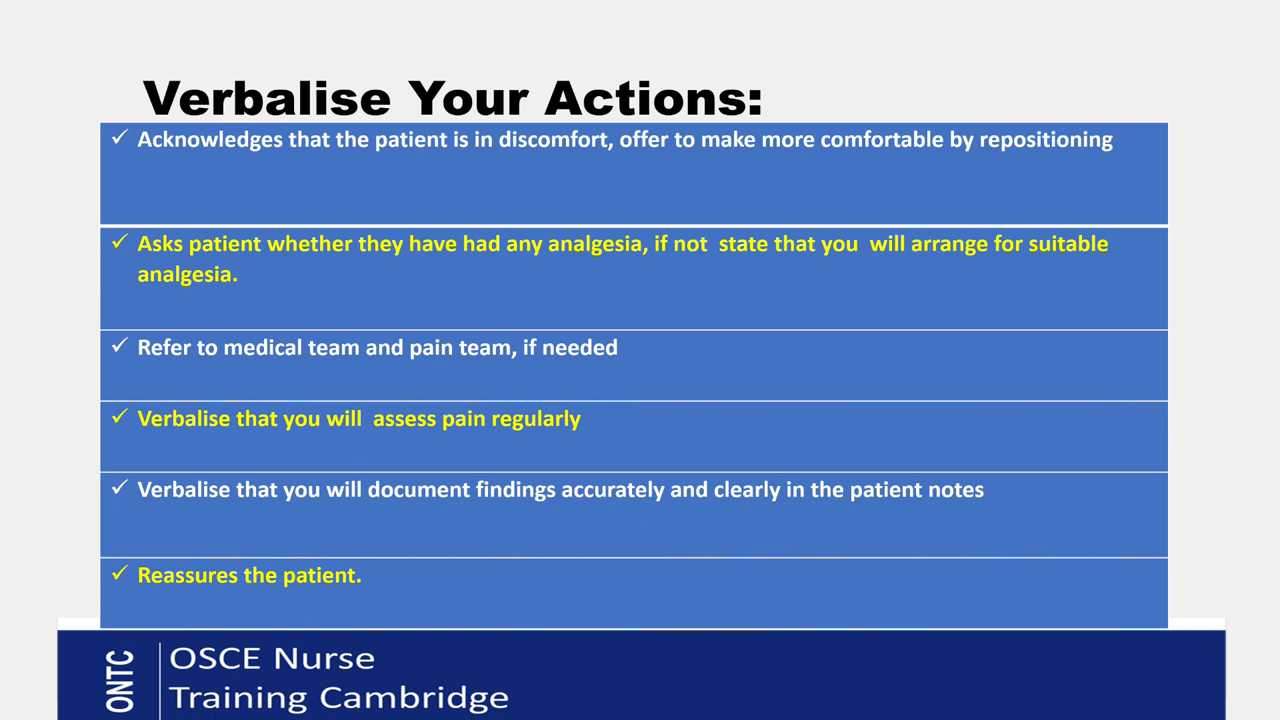 Verbalise Your Actions:
✓ Acknowledges that the patient is in discomfort, offer to make more comfortable by repositioning
✓ Asks patient whether they have had any analgesia, if not  state that you  will arrange for suitable
analgesia.
✓ Refer to medical team and pain team, if needed
✓ Verbalise that you will  assess pain regularly
✓ Verbalise that you will document findings accurately and clearly in the patient notes
✓ Reassures the patient.
ONTC
OSCE Nurse
Training Cambridge